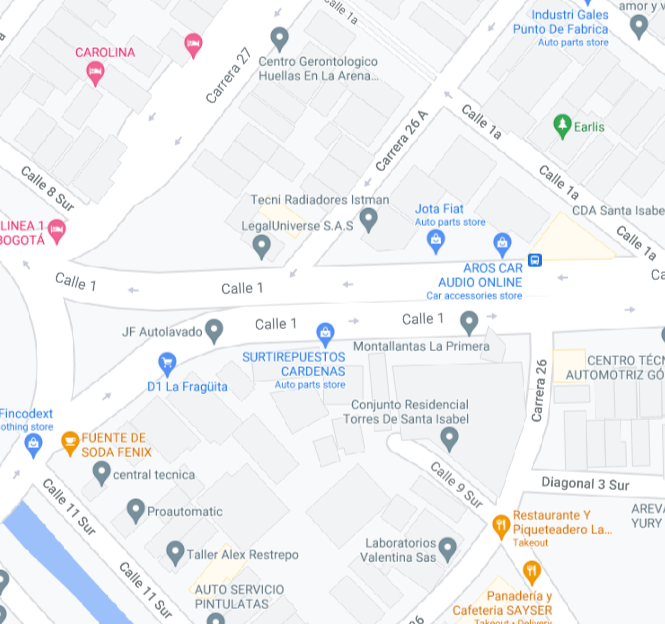 Calle 1a
amor y v
Industri Gales
Punto De Fabrica
Auto parts store
CAROLINA
Carrera 27
Centro Gerontologico
Huellas En La Arena...
Calle 1a
Earlis
Carrera 26 A
Calle 8 Sur
Calle 1a
Tecni Radiadores Istman
Jota Fiat
Auto parts store
CDA Santa Isabe
LINEA 1
BOGOTÁ
LegalUniverse S.A.S
Calle 1a
AROS CAR
AUDIO ONLINE
Car accessories store
Calle 1
Calle 1
Ca
JF Autolavado
Calle 1
Calle 1
Montallantas La Primera
SURTIREPUESTOS
CARDENAS
Auto parts store
D1 La Fragüita
CENTRO TÉCN
AUTOMOTRIZ GÓ
Carrera 26
Conjunto Residencial
Torres De Santa Isabel
Fincodext
othing store
FUENTE DE
SODA FENIX
central tecnica
Calle 9 Sur
Diagonal 3 Sur
Calle 11 Sur
Proautomatic
Restaurante Y
Piqueteadero La...
Takeout
AREVA
YURY
Taller Alex Restrepo
Laboratorios
Valentina Sas
Calle 11 Sur
AUTO SERVICIO
PINTULATAS
Panadería y
Cafeteria SAYSER
Takeout • Delivery
26